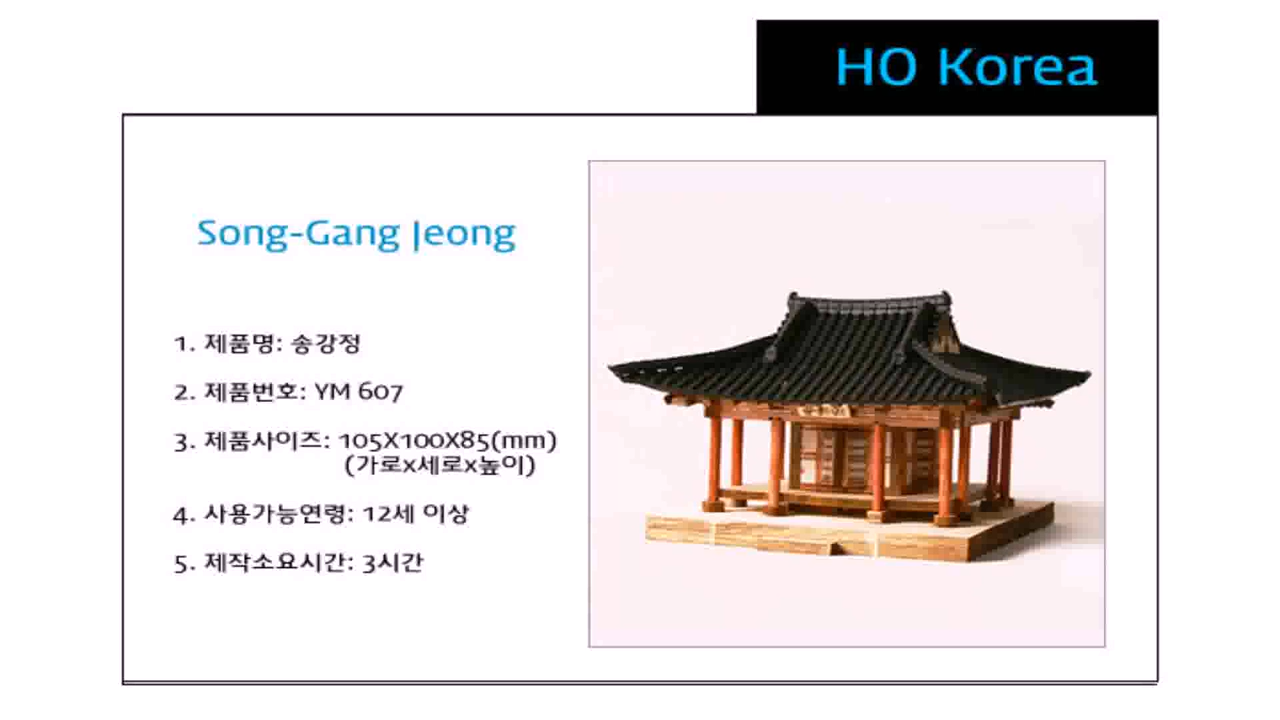 HO Korea
Song-Gang Jeong
1. 제품명: 송강정
2. 제품번호: YM 607
3. 제품사이즈: 105X100X85(mm)
(가로x세로x높이)
4. 사용가능연령: 12세 이상
5. 제작소요시간: 3시간